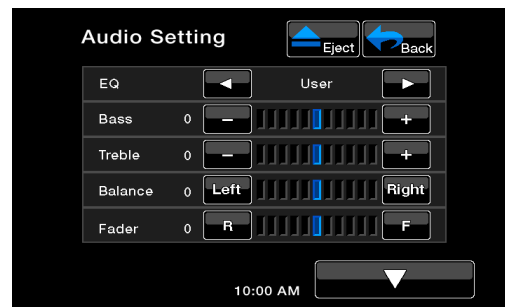 Audio Setting Eject Back
EQ User
Bass 0 − +
Treble 0 − +
Balance 0 Left Right
Fader 0 R F
10:00 AM